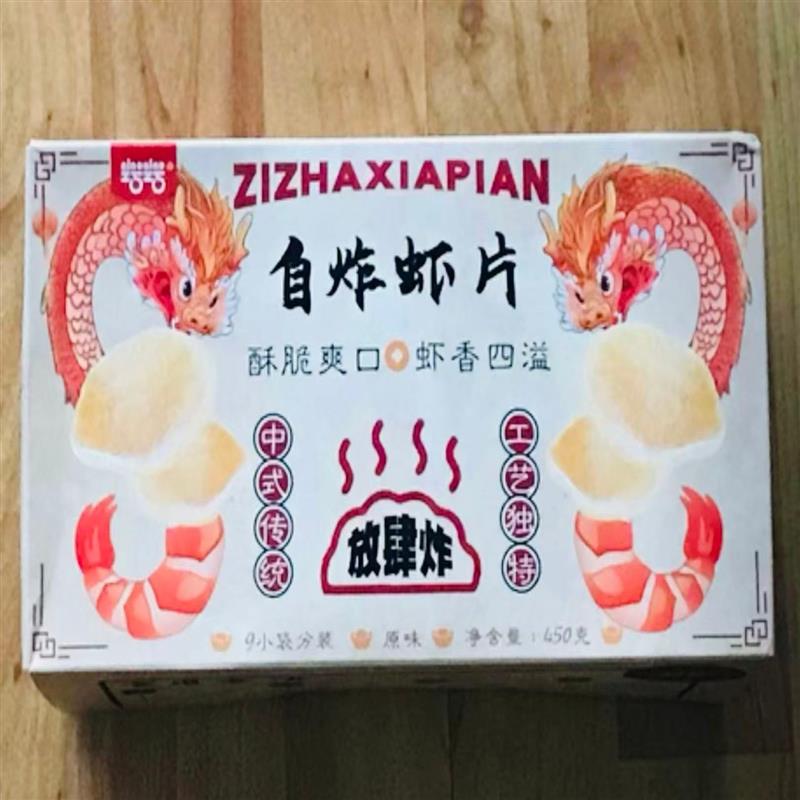 ZIZHAXIAPIAN
自炸虾片
酥脆爽口 虾香四溢
中式传统
工艺独特
放肆炸
9小袋分装 原味 净含量：450克